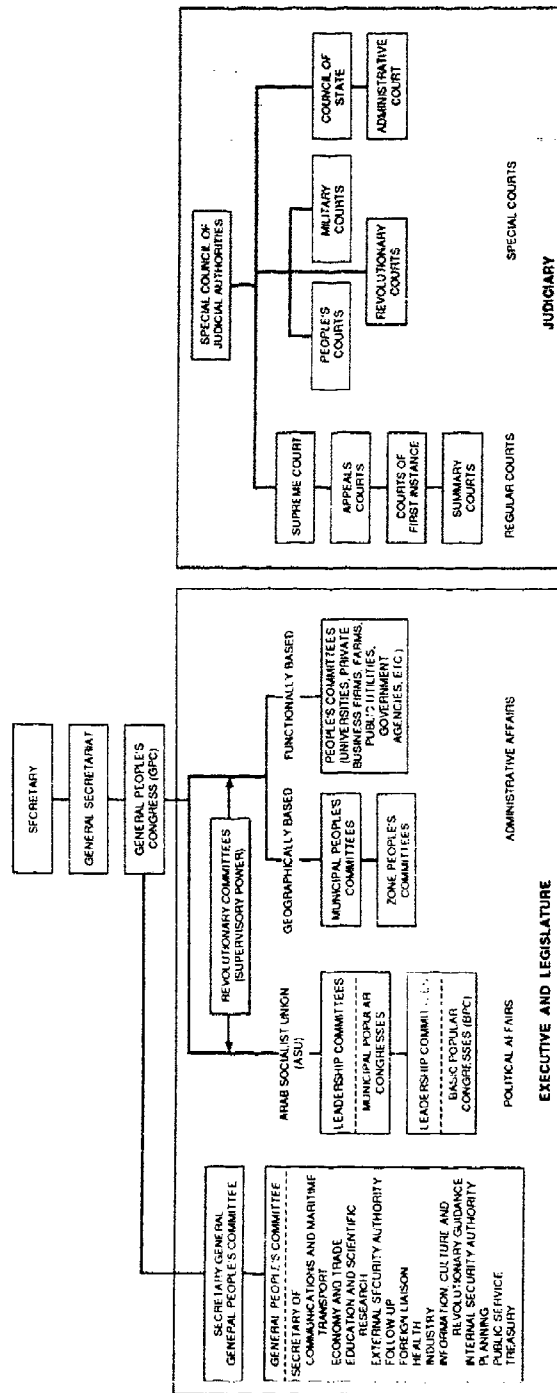 SECRETARY
GENERAL SECRETARIAT
GENERAL PEOPLE'S
CONGRESS (GPC)
SECRETARY GENERAL
GENERAL PEOPLE'S COMMITTEE
GENERAL PEOPLE'S COMMITTEE
SECRETARY OF
COMMUNICATIONS AND MARITIME
TRANSPORT
ECONOMY AND TRADE
EDUCATION AND SCIENTIFIC
RESEARCH
EXTERNAL SECURITY AUTHORITY
FOLLOW UP
FOREIGN LIAISON
HEALTH
INDUSTRY
INFORMATION, CULTURE AND
REVOLUTIONARY GUIDANCE
INTERNAL SECURITY AUTHORITY
PLANNING
PUBLIC SERVICE
TREASURY
REVOLUTIONARY COMMITTEES
(SUPERVISORY POWER)
ARAB SOCIALIST UNION
(ASU)
LEADERSHIP COMMITTEES
MUNICIPAL POPULAR
CONGRESSES
LEADERSHIP
BASIC POPULAR
CONGRESSES (BPC)
POLITICAL AFFAIRS
GEOGRAPHICALLY BASED
MUNICIPAL PEOPLE'S
COMMITTEES
ZONE PEOPLE'S
COMMITTEES
FUNCTIONALLY BASED
PEOPLE'S COMMITTEES
(UNIVERSITIES, PRIVATE
BUSINESS FIRMS, FARMS,
PUBLIC UTILITIES,
GOVERNMENT
AGENCIES, ETC.)
ADMINISTRATIVE AFFAIRS
EXECUTIVE AND LEGISLATURE
SPECIAL COUNCIL OF
JUDICIAL AUTHORITIES
SUPREME COURT
APPEALS
COURTS
COURTS OF
FIRST INSTANCE
SUMMARY
COURTS
REGULAR COURTS
PEOPLE'S
COURTS
MILITARY
COURTS
REVOLUTIONARY
COURTS
COUNCIL OF
STATE
ADMINISTRATIVE
COURT
SPECIAL COURTS
JUDICIARY